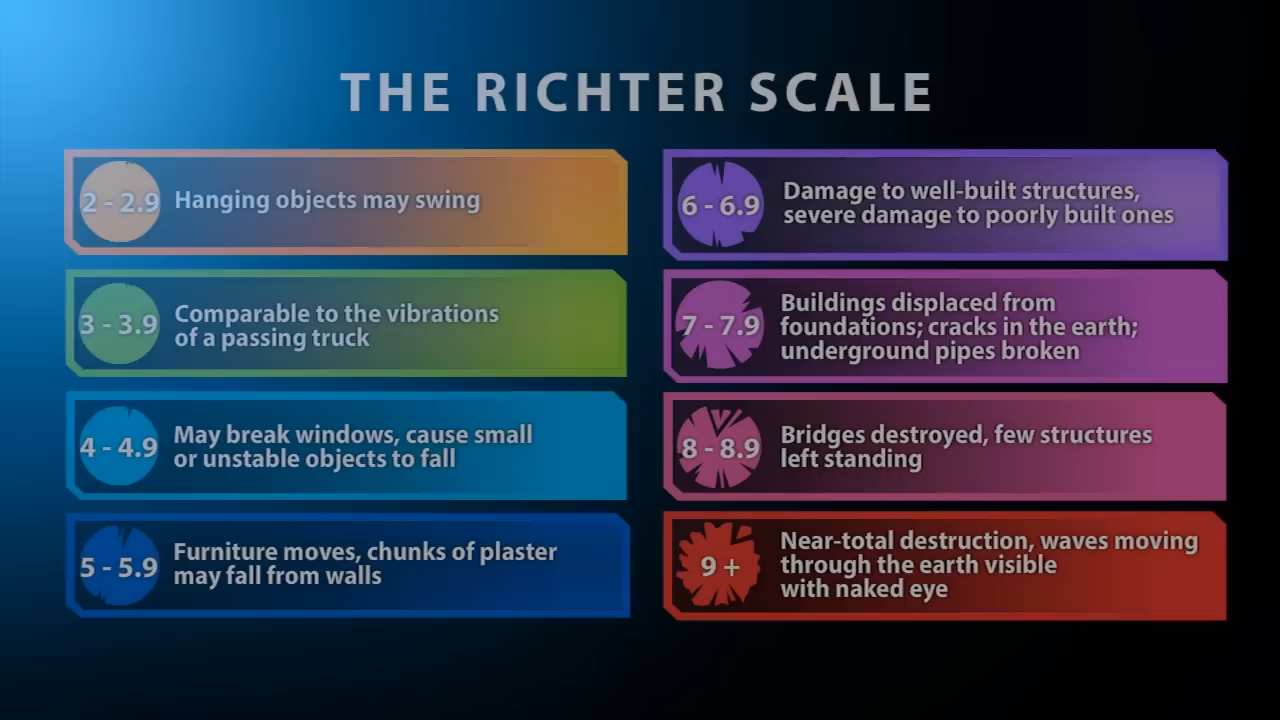 THE RICHTER SCALE
2 - 2.9
Hanging objects may swing
3 - 3.9
Comparable to the vibrations
of a passing truck
4 - 4.9
May break windows, cause small
or unstable objects to fall
5 - 5.9
Furniture moves, chunks of plaster
may fall from walls
6 - 6.9
Damage to well-built structures,
severe damage to poorly built ones
7 - 7.9
Buildings displaced from
foundations; cracks in the earth;
underground pipes broken
8 - 8.9
Bridges destroyed, few structures
left standing
9 +
Near-total destruction, waves moving
through the earth visible
with naked eye